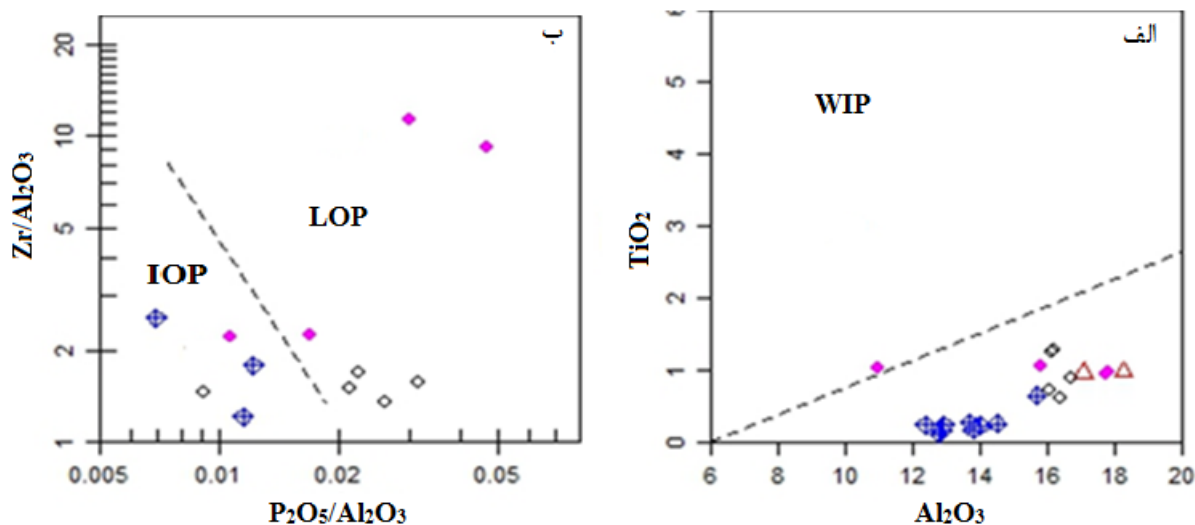 ب
20
10
5
2
1
Zr/Al₂O₃
LOP
IOP
0.005 0.01 0.02 0.05
P₂O₅/Al₂O₃
الف
WIP
5
4
3
2
1
0
TiO₂
6 8 10 12 14 16 18 20
Al₂O₃